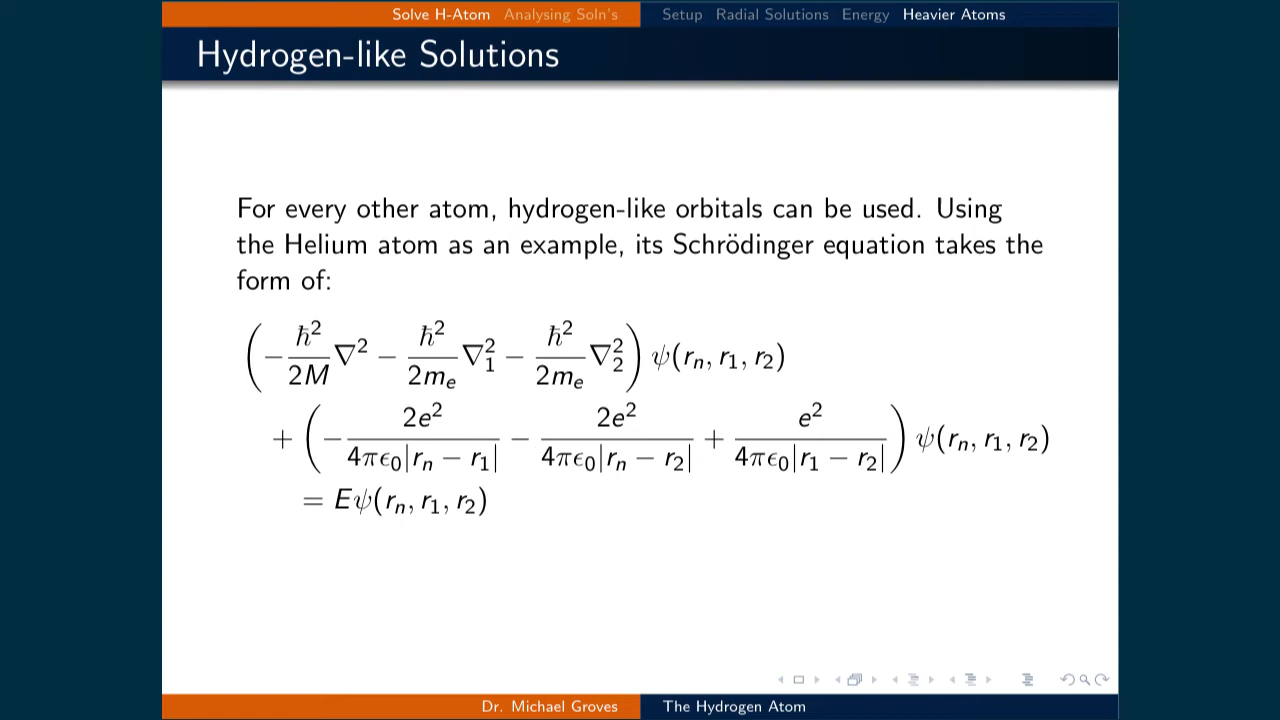 Solve H-Atom Analysing Soln's Setup Radial Solutions Energy Heavier Atoms
Hydrogen-like Solutions
For every other atom, hydrogen-like orbitals can be used. Using
the Helium atom as an example, its Schrödinger equation takes the
form of:
(−ℏ²/2M ∇² − ℏ²/2mₑ ∇₁² − ℏ²/2mₑ ∇₂²) ψ(rₙ, r₁, r₂)
+ (−2e²/4πϵ₀|rₙ − r₁| − 2e²/4πϵ₀|rₙ − r₂| + e²/4πϵ₀|r₁ − r₂|) ψ(rₙ, r₁, r₂)
= Eψ(rₙ, r₁, r₂)
Dr. Michael Groves The Hydrogen Atom